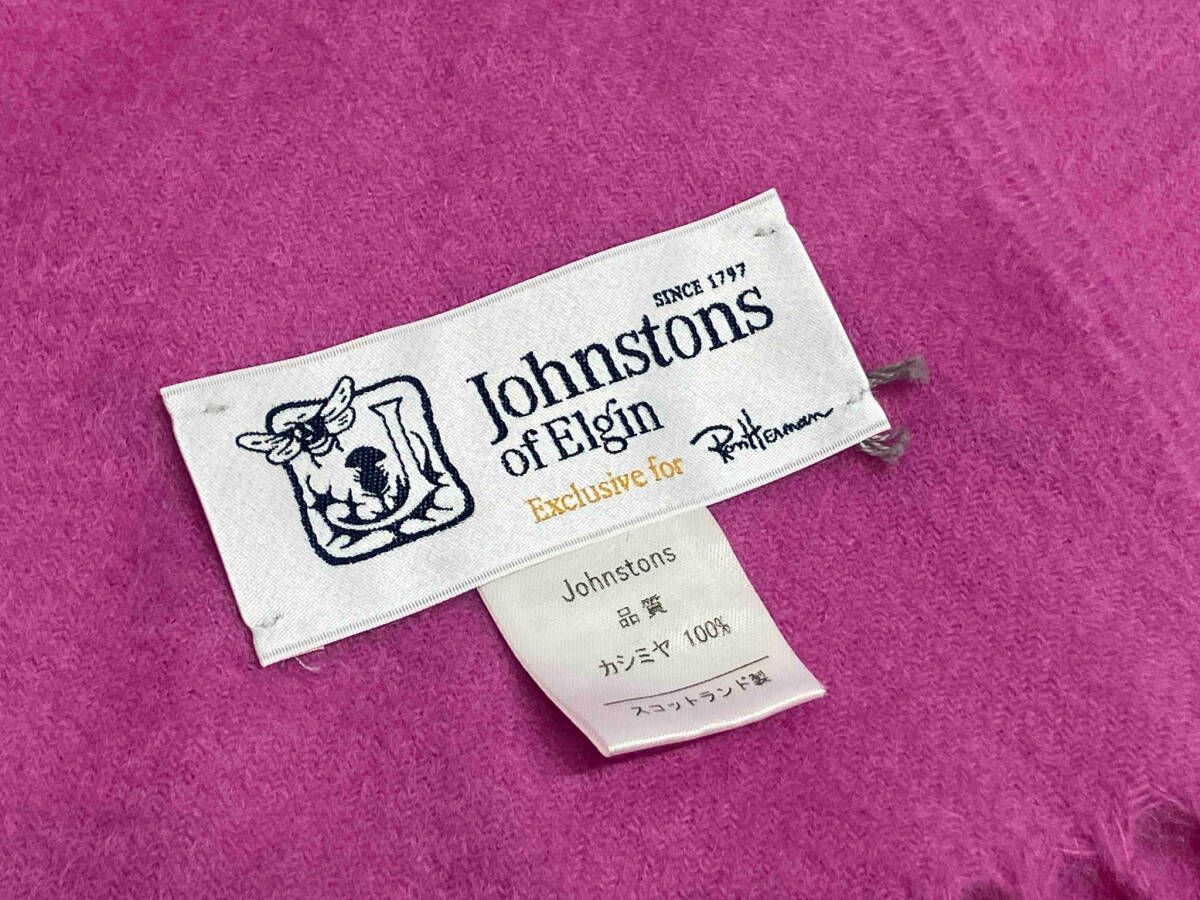 SINCE 1797
Johnstons
of Elgin
Exclusive for RonHerman
Johnstons
品質
カシミヤ 100%
スコットランド製